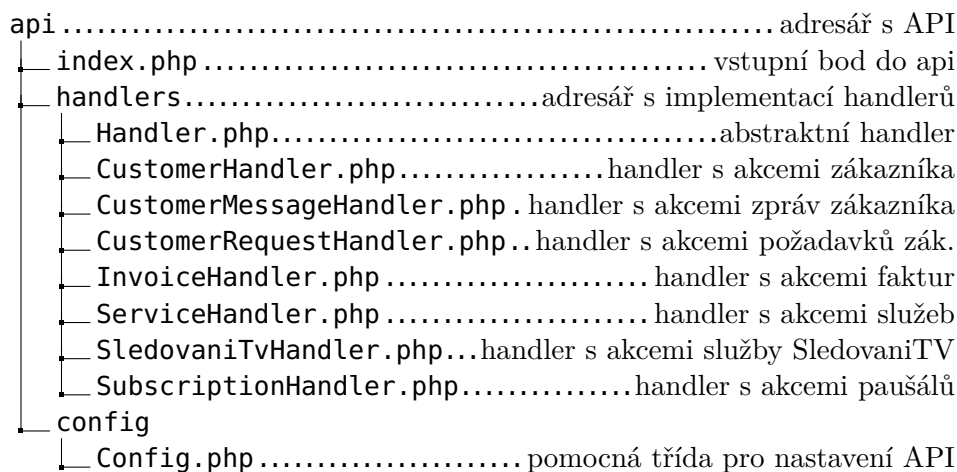 api.............................................................adresář s API
index.php...........................................vstupní bod do api
handlers..............................adresář s implementací handlerů
Handler.php......................................abstraktní handler
CustomerHandler.php..................handler s akcemi zákazníka
CustomerMessageHandler.php.handler s akcemi zpráv zákazníka
CustomerRequestHandler.php..handler s akcemi požadavků zák.
InvoiceHandler.php.......................handler s akcemi faktur
ServiceHandler.php.......................handler s akcemi služeb
SledovaniTvHandler.php...handler s akcemi služby SledovaniTV
SubscriptionHandler.php...............handler s akcemi paušálů
config
Config.php.......................pomocná třída pro nastavení API